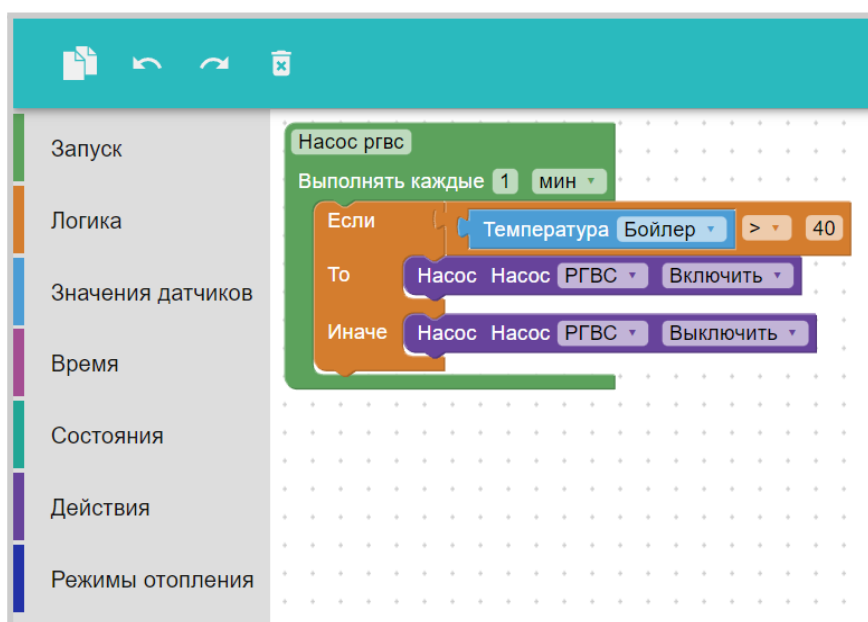 Запуск
Логика
Значения датчиков
Время
Состояния
Действия
Режимы отопления
Насос ргвс
Выполнять каждые 1 мин
Если Температура Бойлер > 40
То Насос Насос РГВС Включить
Иначе Насос Насос РГВС Выключить